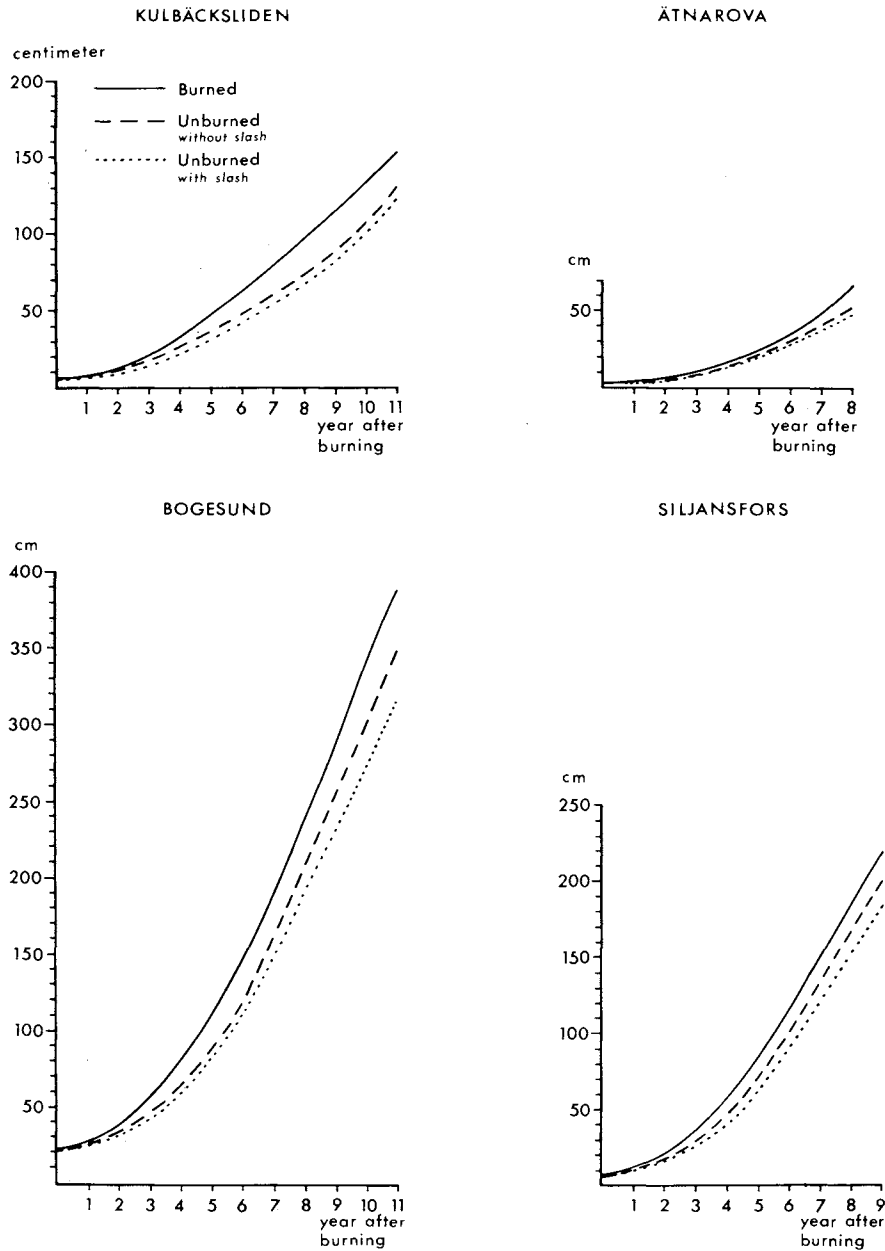 KULBÄCKSLIDEN
centimeter
200
150
100
50
Burned
Unburned
without slash
Unburned
with slash
1 2 3 4 5 6 7 8 9 10 11
year after
burning
ÄTNAROVA
cm
50
1 2 3 4 5 6 7 8
year after
burning
BOGESUND
cm
400
350
300
250
200
150
100
50
1 2 3 4 5 6 7 8 9 10 11
year after
burning
SILJANSFORS
cm
250
200
150
100
50
1 2 3 4 5 6 7 8 9
year after
burning